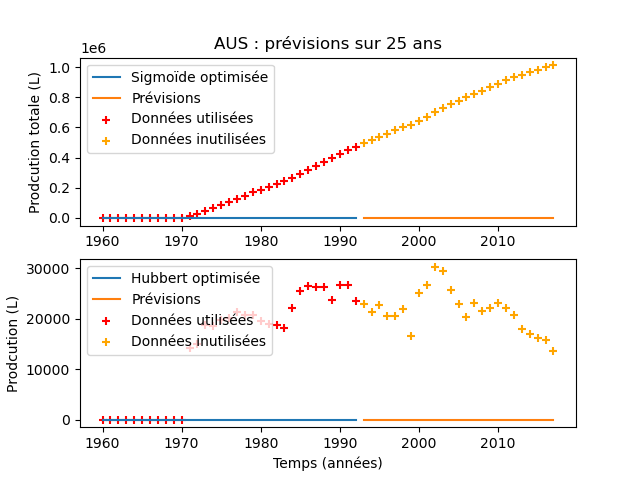 AUS : prévisions sur 25 ans
1e6
Prodcution totale (L)
1.0
0.8
0.6
0.4
0.2
0.0
Sigmoïde optimisée
Prévisions
Données utilisées
Données inutilisées
1960 1970 1980 1990 2000 2010
Prodcution (L)
30000
20000
10000
0
Hubbert optimisée
Prévisions
Données utilisées
Données inutilisées
1960 1970 1980 1990 2000 2010
Temps (années)